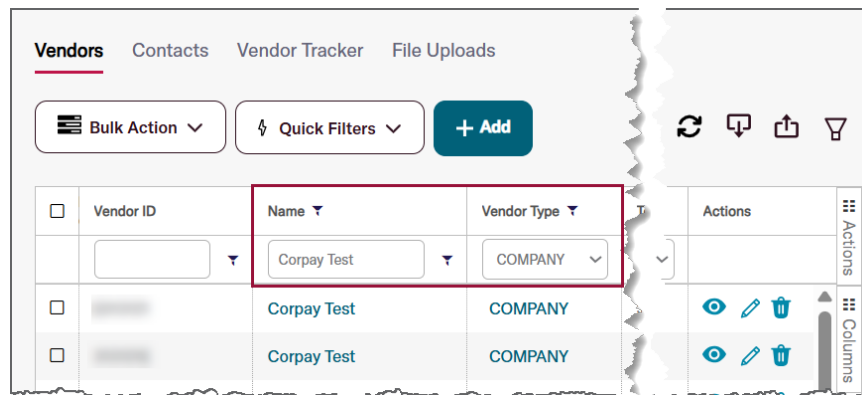 Vendors Contacts Vendor Tracker File Uploads
Bulk Action Quick Filters + Add
Vendor ID Name Vendor Type Actions
Corpay Test COMPANY
Corpay Test COMPANY
Corpay Test COMPANY
Actions
Columns